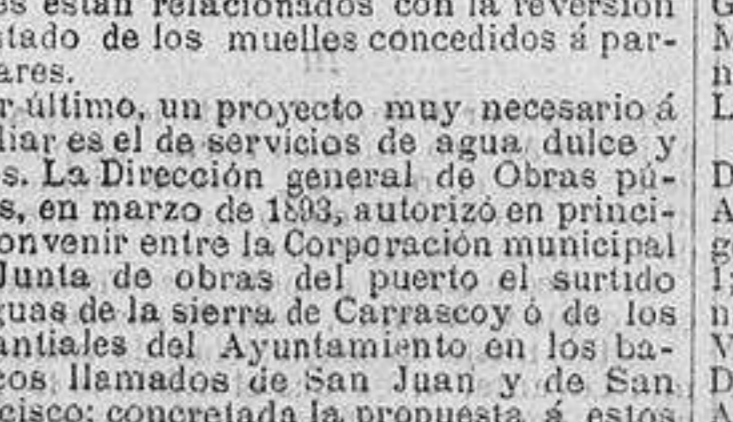 es están relacionados con la reversión
stado de los muelles concedidos á par-
ares.
r último, un proyecto muy necesario á
liar es el de servicios de agua dulce y
s. La Dirección general de Obras pú-
s, en marzo de 1893, autorizó en princi-
onvenir entre la Corporación municipal
Junta de obras del puerto el surtido
guas de la sierra de Carrascoy ó de los
antiales del Ayuntamiento en los ba-
cos llamados de San Juan y de San
cisco: concretada la propuesta á estos